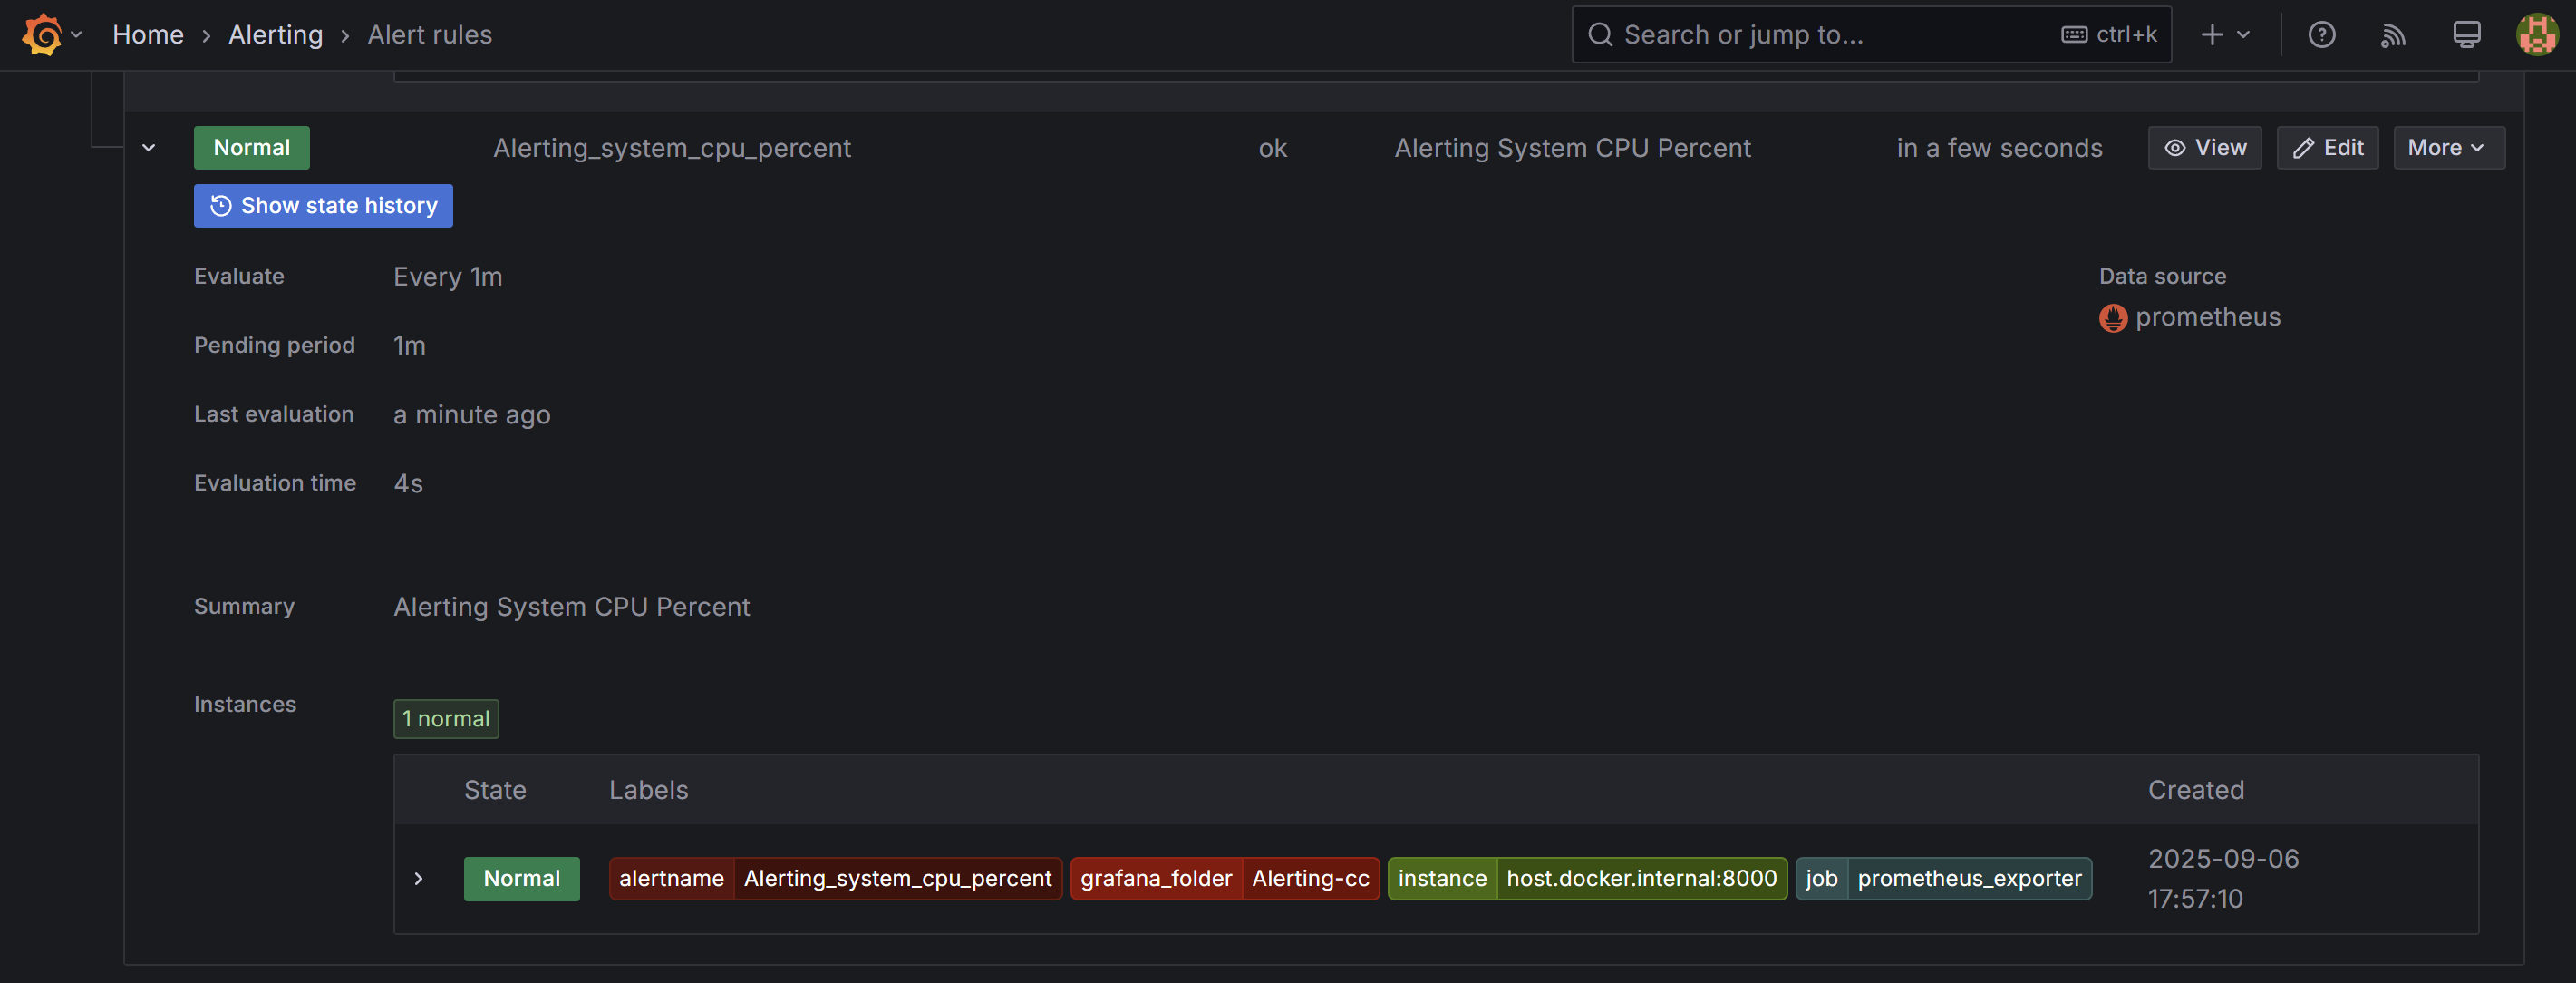 Home > Alerting > Alert rules
Search or jump to... ctrl+k
Normal Alerting_system_cpu_percent ok Alerting System CPU Percent in a few seconds View Edit More
Show state history
Evaluate Every 1m
Data source
prometheus
Pending period 1m
Last evaluation a minute ago
Evaluation time 4s
Summary Alerting System CPU Percent
Instances
1 normal
State Labels Created
Normal alertname Alerting_system_cpu_percent grafana_folder Alerting-cc instance host.docker.internal:8000 job prometheus_exporter 2025-09-06
17:57:10